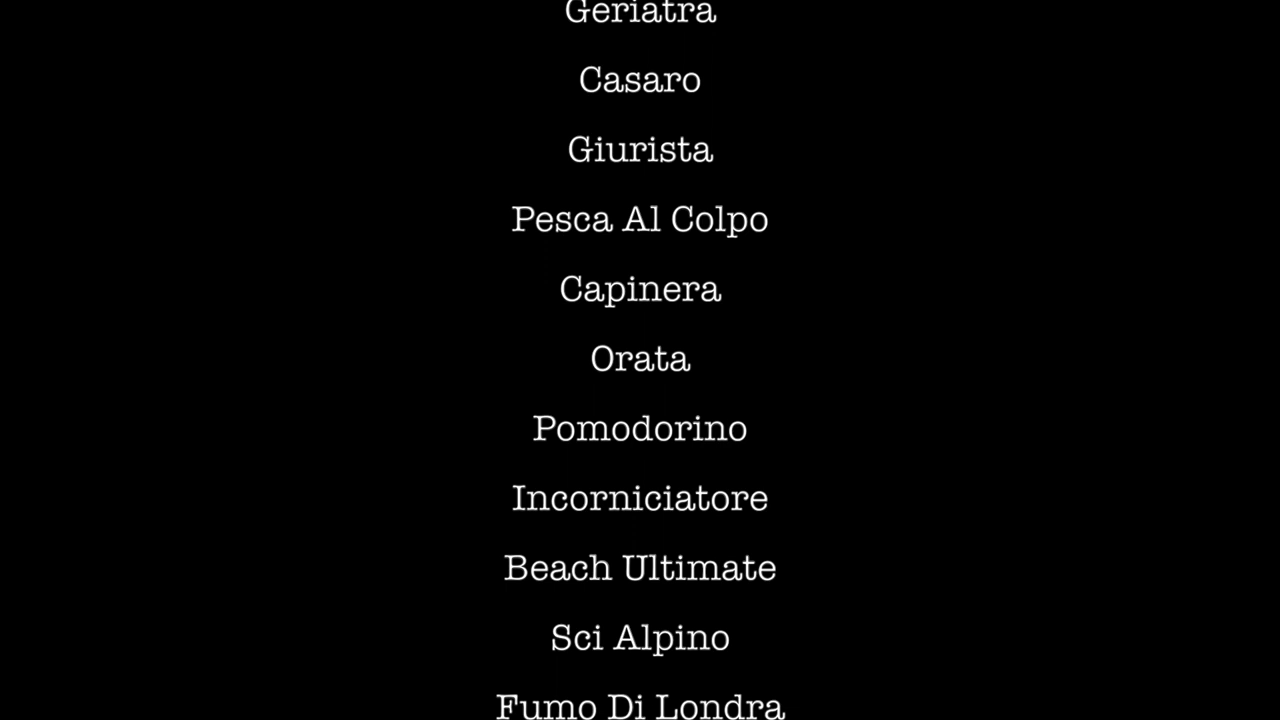 Geriatra
Casaro
Giurista
Pesca Al Colpo
Capinera
Orata
Pomodorino
Incorniciatore
Beach Ultimate
Sci Alpino
Fumo Di Londra